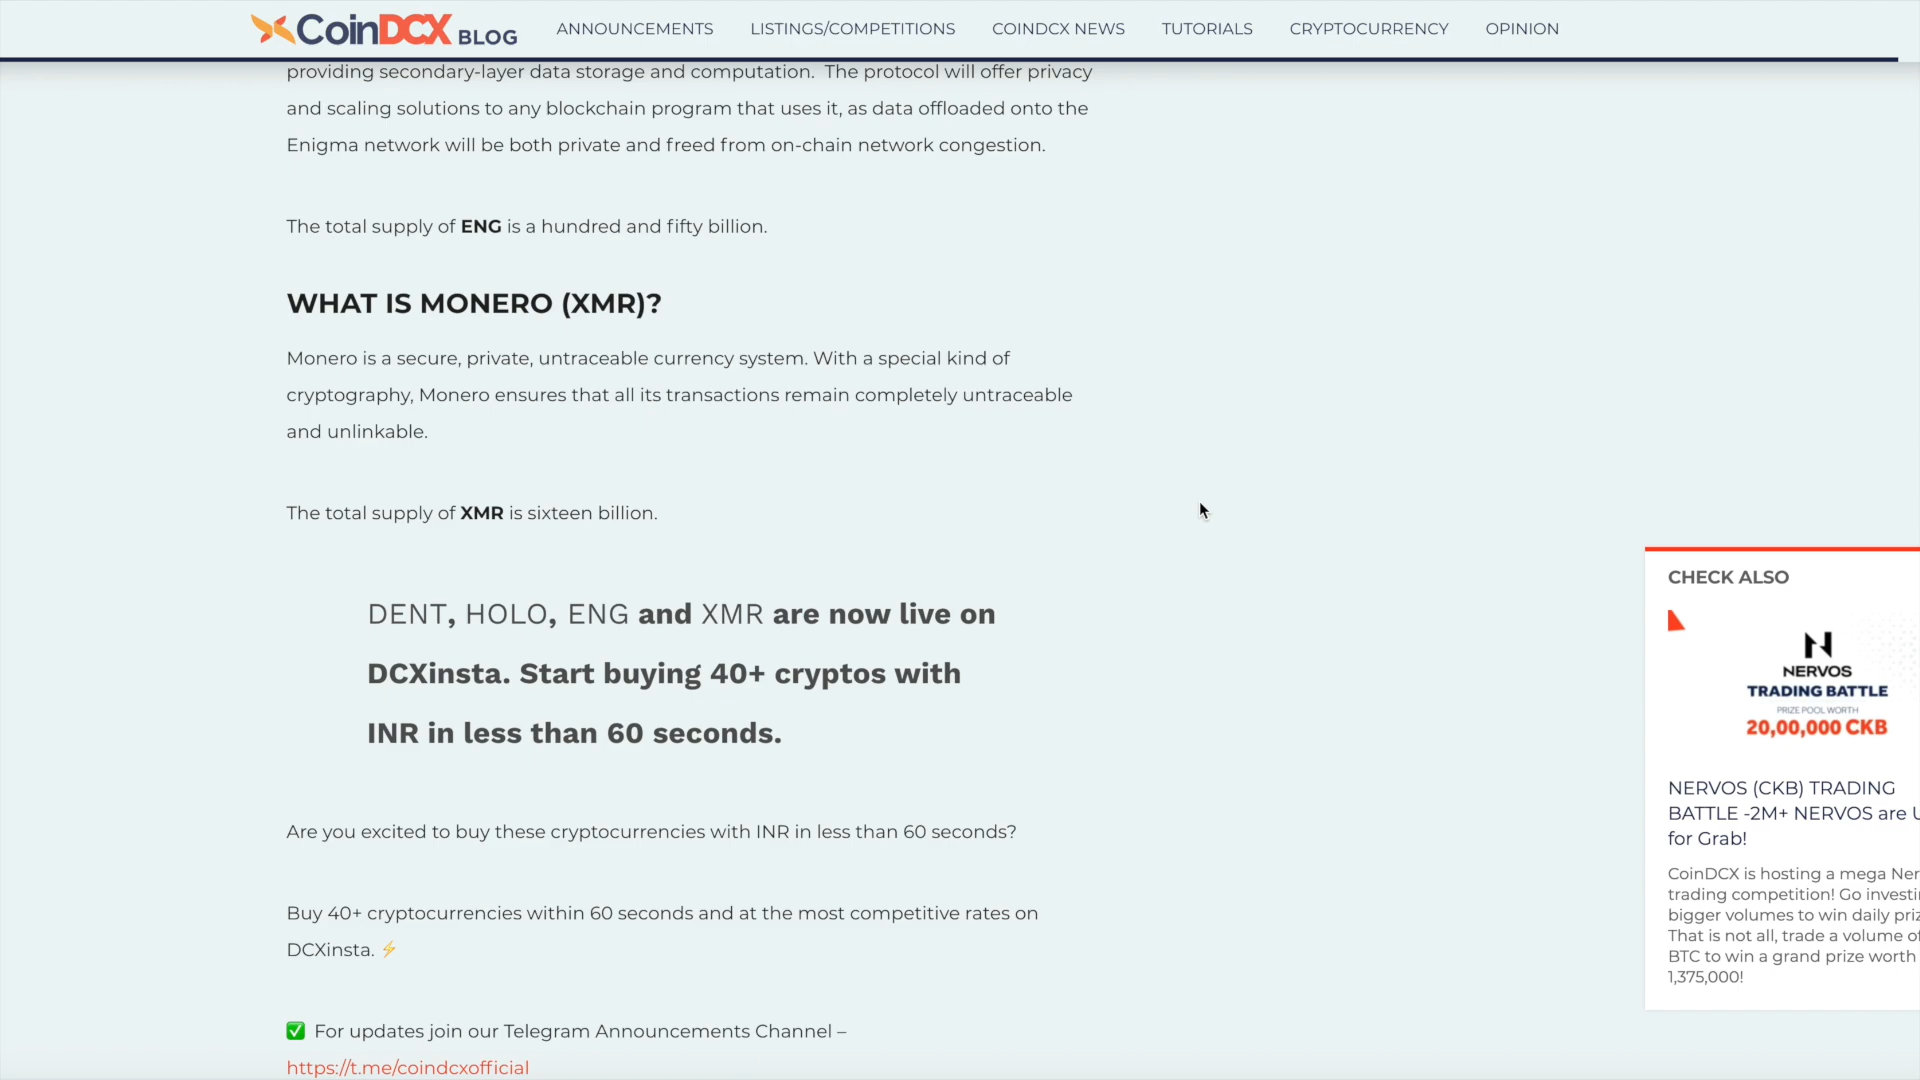 CoinDCX BLOG
ANNOUNCEMENTS
LISTINGS/COMPETITIONS
COINDCX NEWS
TUTORIALS
CRYPTOCURRENCY
OPINION
providing secondary-layer data storage and computation. The protocol will offer privacy
and scaling solutions to any blockchain program that uses it, as data offloaded onto the
Enigma network will be both private and freed from on-chain network congestion.
The total supply of ENG is a hundred and fifty billion.
WHAT IS MONERO (XMR)?
Monero is a secure, private, untraceable currency system. With a special kind of
cryptography, Monero ensures that all its transactions remain completely untraceable
and unlinkable.
The total supply of XMR is sixteen billion.
DENT, HOLO, ENG and XMR are now live on
DCXinsta. Start buying 40+ cryptos with
INR in less than 60 seconds.
Are you excited to buy these cryptocurrencies with INR in less than 60 seconds?
Buy 40+ cryptocurrencies within 60 seconds and at the most competitive rates on
DCXinsta. ⚡
✅ For updates join our Telegram Announcements Channel –
https://t.me/coindcxofficial
CHECK ALSO
NERVOS
TRADING BATTLE
PRIZE POOL WORTH
20,00,000 CKB
NERVOS (CKB) TRADING
BATTLE -2M+ NERVOS are
for Grab!
CoinDCX is hosting a mega
trading competition! Go
bigger volumes to win daily
That is not all, trade a volume
BTC to win a grand prize worth
1,375,000!